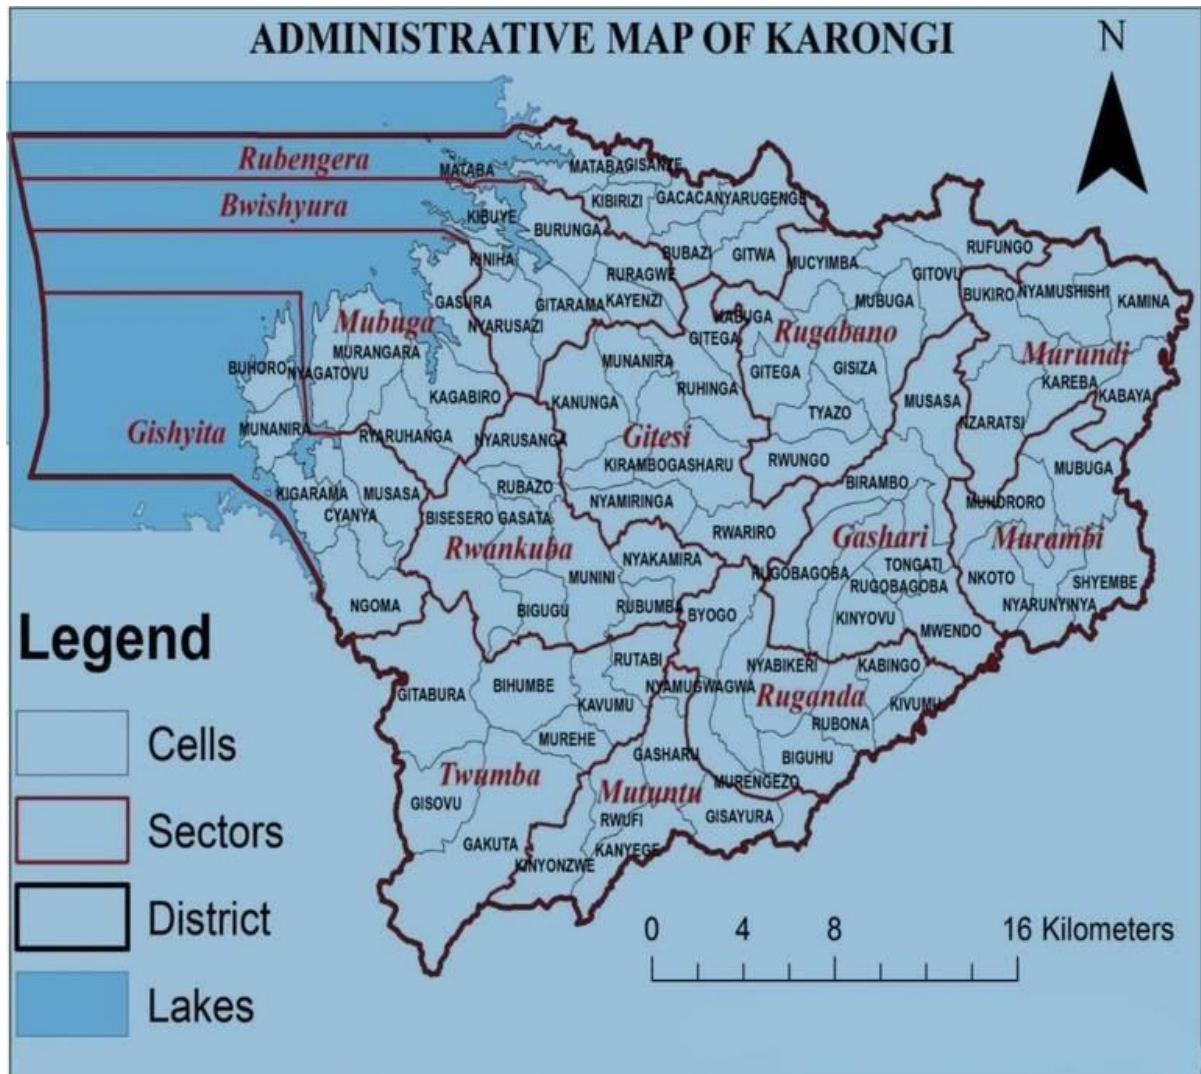 ADMINISTRATIVE MAP OF KARONGI
N
Rubengera
MATABA
MATABA
GISANZE
Bwishyura
KIBUYE
KIBIRIZI
GACACA
NYARUGENGE
BURUNGA
BUBAZI
GITWA
MUCYIMBA
RUFUNGO
KINIHA
RURAGWE
GITOVU
GASURA
GITARAMA
KAYENZI
MUBUGA
BUKIRO
NYAMUSHISHI
KAMINA
Mubuga
NYARUSAZI
MABUGA
Rugabano
GITEGA
MURANGARA
MUNANIRA
Murundi
BUHORO
NYAGATOVU
GITEGA
GISIZA
KAREBA
KAGABIRO
RUHINGA
KABAYA
KANUNGA
MUSASA
TYAZO
NZARATSI
Gishyita
MUNANIRA
RYARUHANGA
NYARUSANGA
Gitesi
KIRAMBO
GASHARU
RWUNGO
MUBUGA
RUBAZO
BIRAMBO
KIGARAMA
MUSASA
NYAMIRINGA
MUNORORO
CYANYA
BISESERO
GASATA
Gashari
Murambi
Rwankuba
RWARIRO
NYAKAMIRA
TONGATI
MUNINI
RUGOBAGOBA
RUGOBAGOBA
NKOTO
SHYEMBE
NGOMA
BIGUGU
RUBUMBA
BYOGO
KINYOVU
NYARUNYINYA
MWENDO
RUTABI
NYABIKERI
KABINGO
GITABURA
BIHUMBE
NYAMUGWAGWA
Ruganda
KAVUMU
KIVUMU
RUBONA
MUREHE
GASHARU
BIGUHU
Twumba
Mutuntu
MURENGEZO
GISOVU
RWUFI
GISAYURA
GAKUTA
KANYEGE
KINYONZWE
Legend
Cells
Sectors
District
Lakes
0 4 8 16 Kilometers